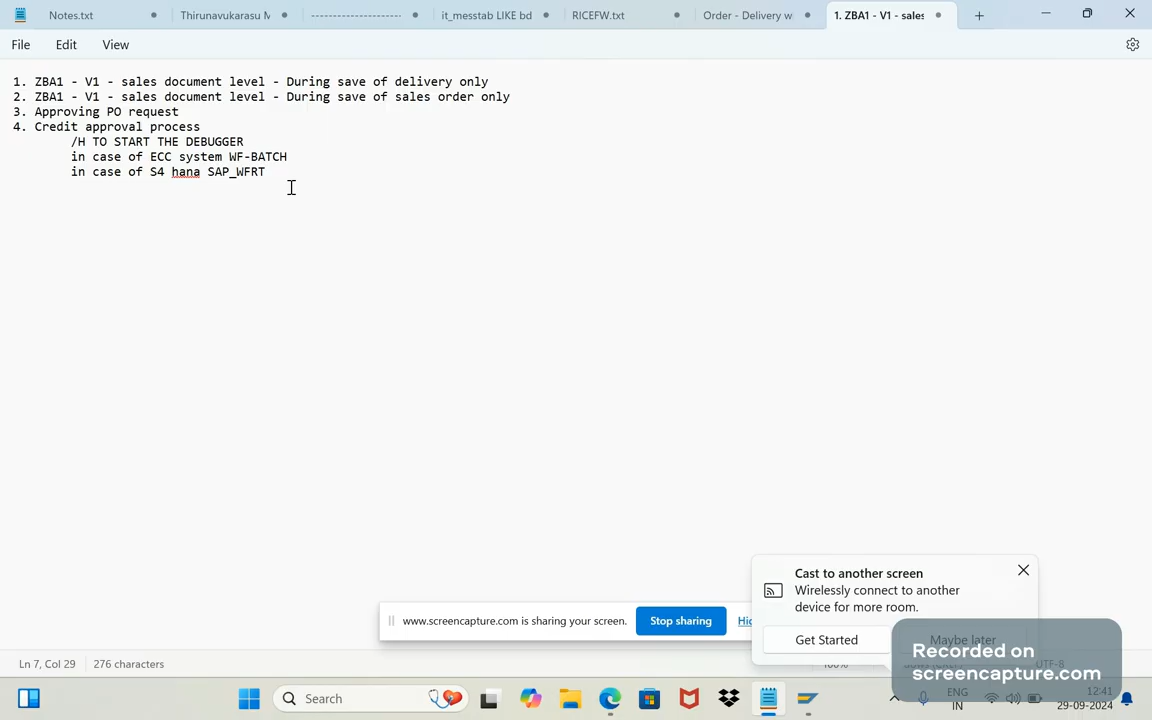 Notes.txt
Thirunavukarasu M
--------------------
it_messtab LIKE bd
RICEFW.txt
Order - Delivery w
1. ZBA1 - V1 - sales
File Edit View
1. ZBA1 - V1 - sales document level - During save of delivery only
2. ZBA1 - V1 - sales document level - During save of sales order only
3. Approving PO request
4. Credit approval process
/H TO START THE DEBUGGER
in case of ECC system WF-BATCH
in case of S4 hana SAP_WFRT
Cast to another screen
Wirelessly connect to another
device for more room.
Get Started
Maybe later
www.screencapture.com is sharing your screen.
Stop sharing
Recorded on
screencapture.com
Ln 7, Col 29
276 characters
100%
UTF-8
Search
ENG
IN
12:41
29-09-2024